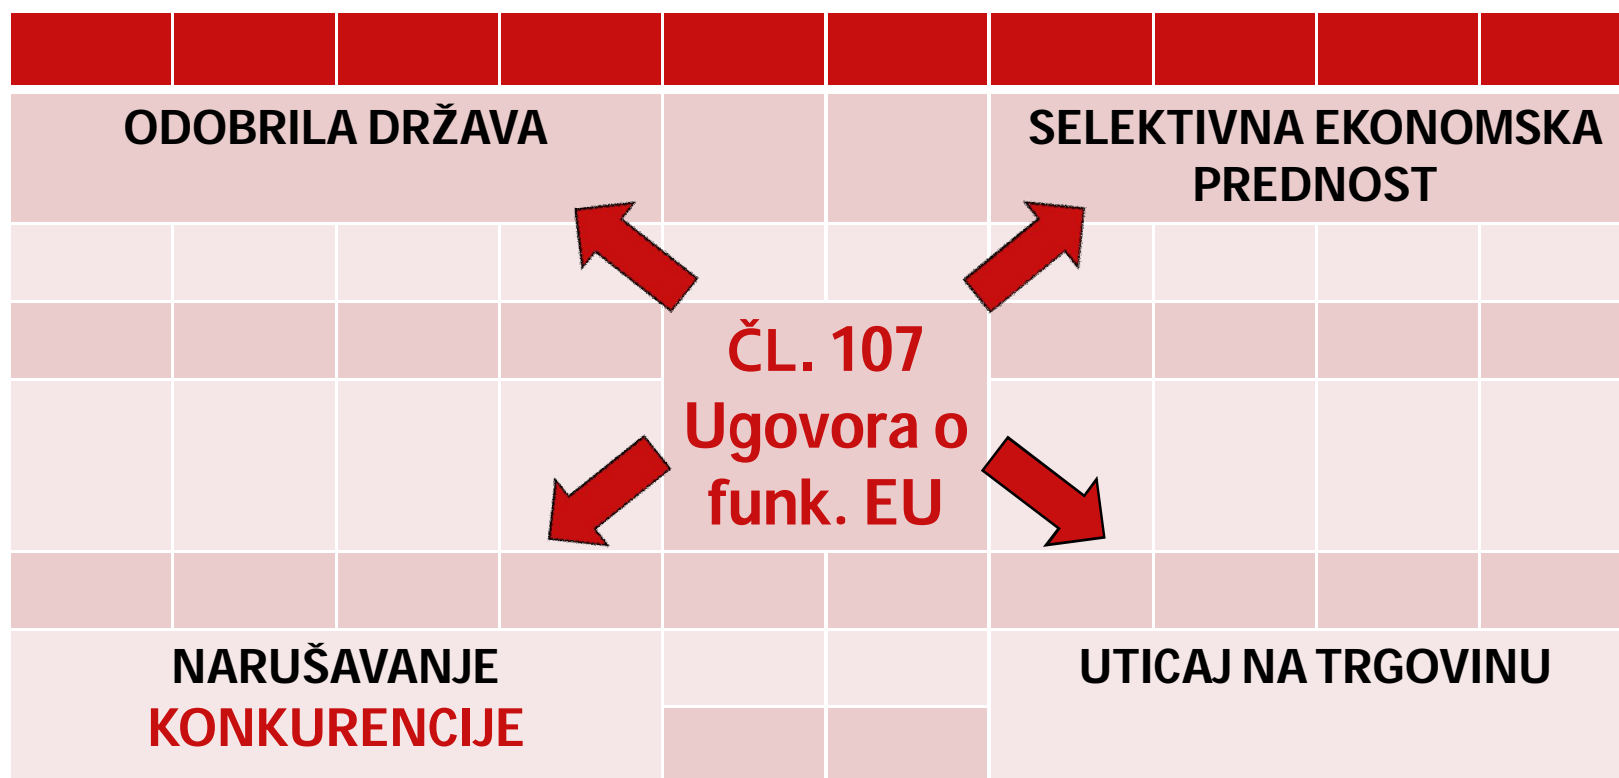 ODOBRILA DRŽAVA
SELEKTIVNA EKONOMSKA
PREDNOST
ČL. 107
Ugovora o
funk. EU
NARUŠAVANJE
KONKURENCIJE
UTICAJ NA TRGOVINU